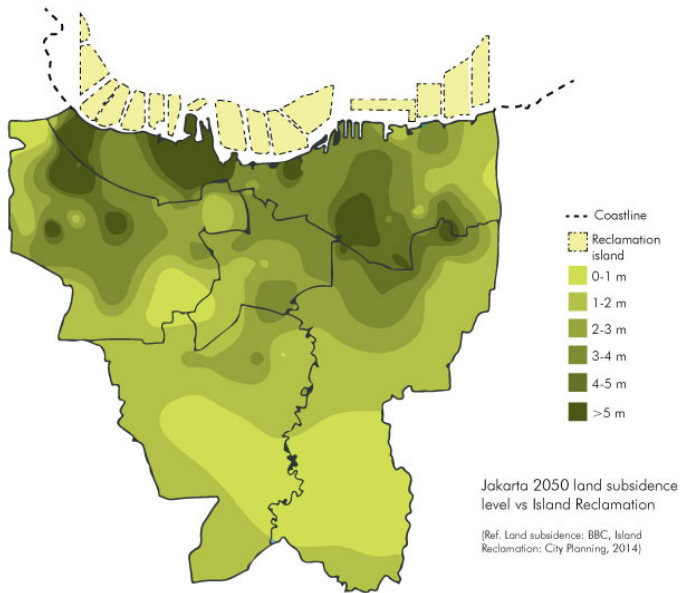 Coastline
Reclamation
island
0-1 m
1-2 m
2-3 m
3-4 m
4-5 m
>5 m
Jakarta 2050 land subsidence
level vs Island Reclamation
(Ref. Land subsidence: BBC, Island
Reclamation: City Planning, 2014)